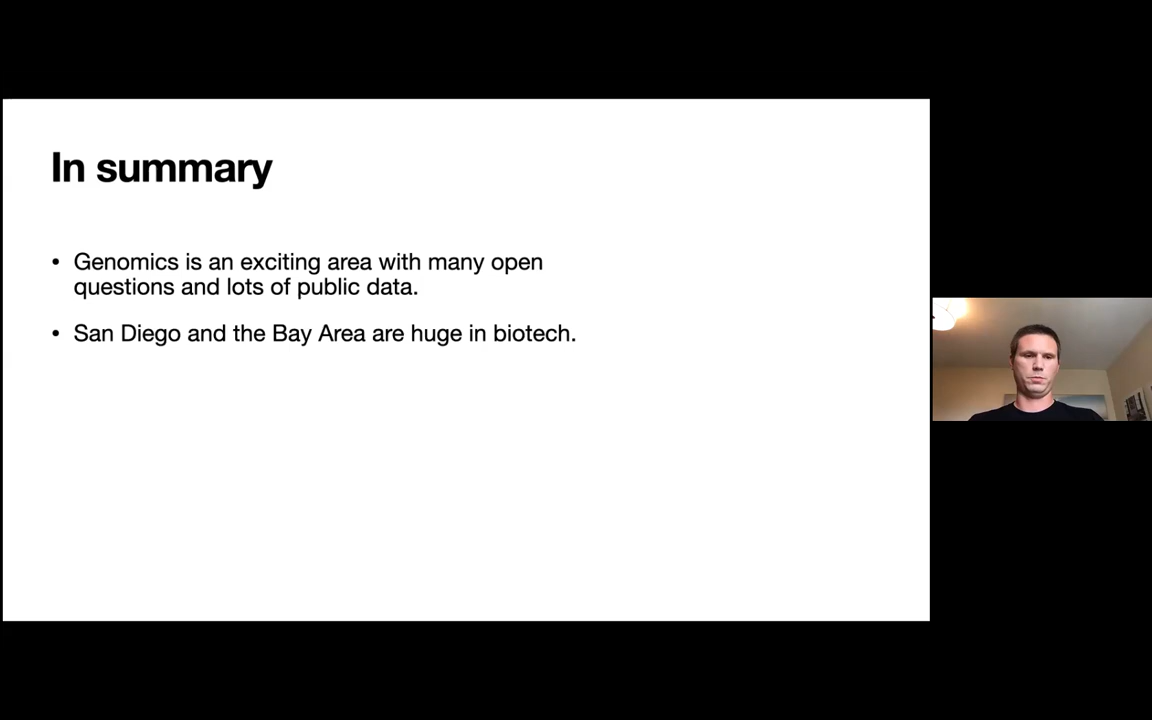 In summary
• Genomics is an exciting area with many open
questions and lots of public data.
• San Diego and the Bay Area are huge in biotech.